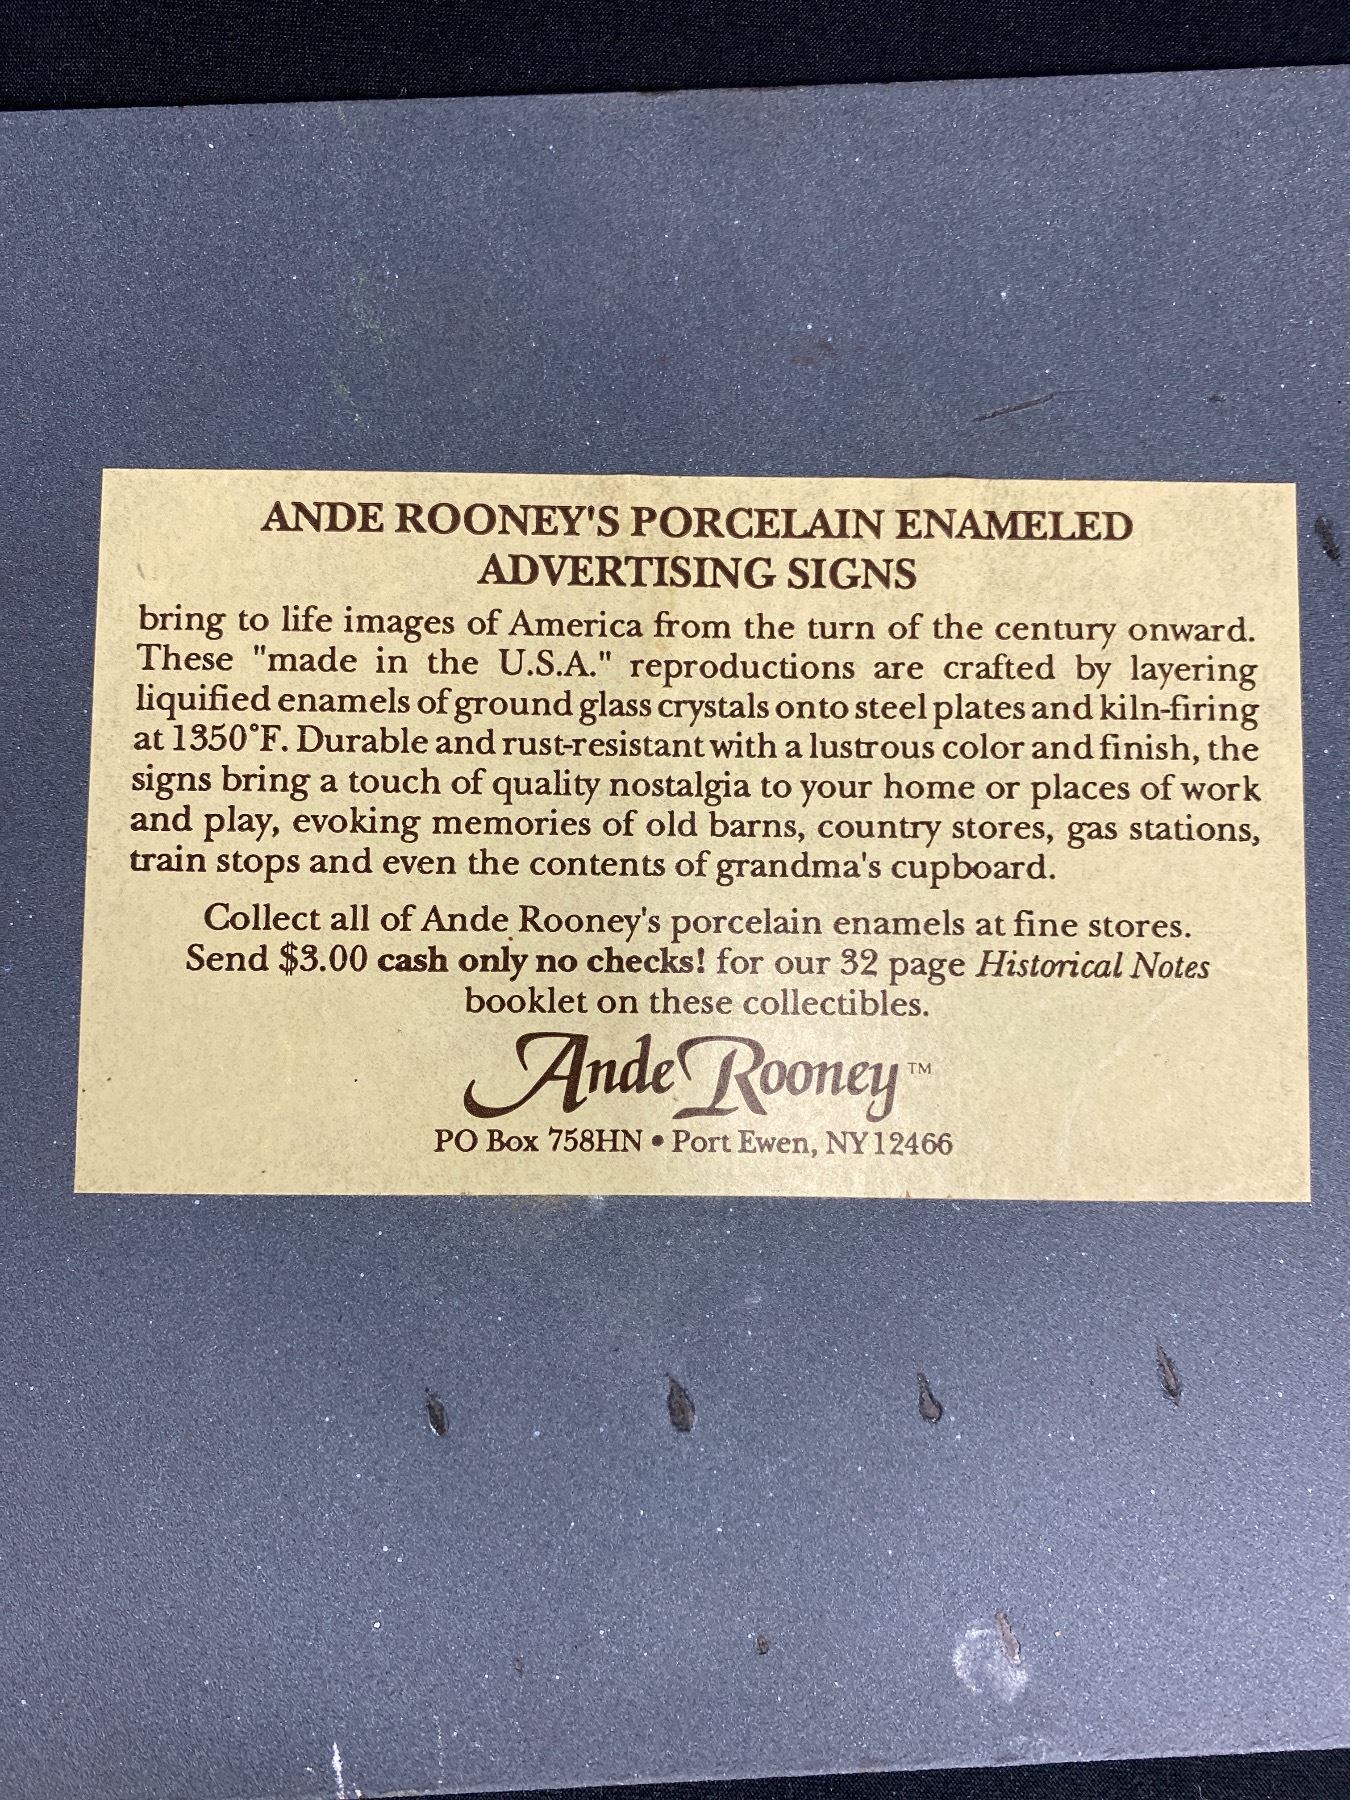 ANDE ROONEY'S PORCELAIN ENAMELED
ADVERTISING SIGNS
bring to life images of America from the turn of the century onward.
These "made in the U.S.A." reproductions are crafted by layering
liquified enamels of ground glass crystals onto steel plates and kiln-firing
at 1350°F. Durable and rust-resistant with a lustrous color and finish, the
signs bring a touch of quality nostalgia to your home or places of work
and play, evoking memories of old barns, country stores, gas stations,
train stops and even the contents of grandma's cupboard.
Collect all of Ande Rooney's porcelain enamels at fine stores.
Send $3.00 cash only no checks! for our 32 page Historical Notes
booklet on these collectibles.
Ande Rooney™
PO Box 758HN • Port Ewen, NY 12466